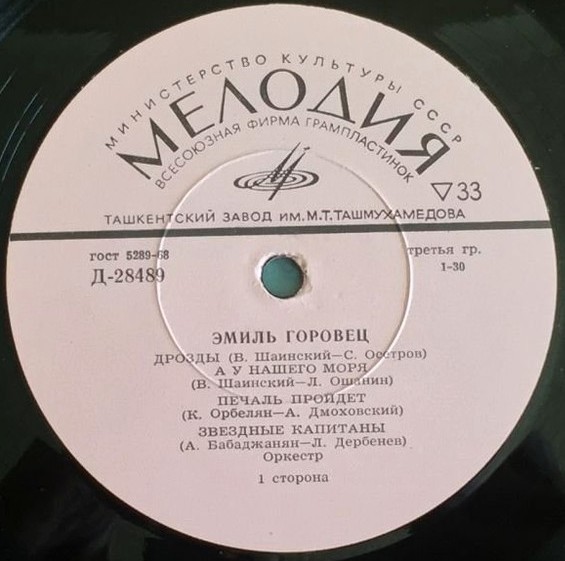 МИНИСТЕРСТВО КУЛЬТУРЫ СССР
МЕЛОДИЯ
ВСЕСОЮЗНАЯ ФИРМА ГРАМПЛАСТИНОК
33
ТАШКЕНТСКИЙ ЗАВОД ИМ. М.Т.ТАШМУХАМЕДОВА
гост 5289-68
третья гр.
Д-28489
1-30
ЭМИЛЬ ГОРОВЕЦ
ДРОЗДЫ (В. Шаинский—С. Осетров)
А У НАШЕГО МОРЯ
(В. Шаинский—Л. Ошанин)
ПЕЧАЛЬ ПРОЙДЕТ
(К. Орбелян—А. Дмоховский)
ЗВЕЗДНЫЕ КАПИТАНЫ
(А. Бабаджанян—Л. Дербенев)
Оркестр
1 сторона